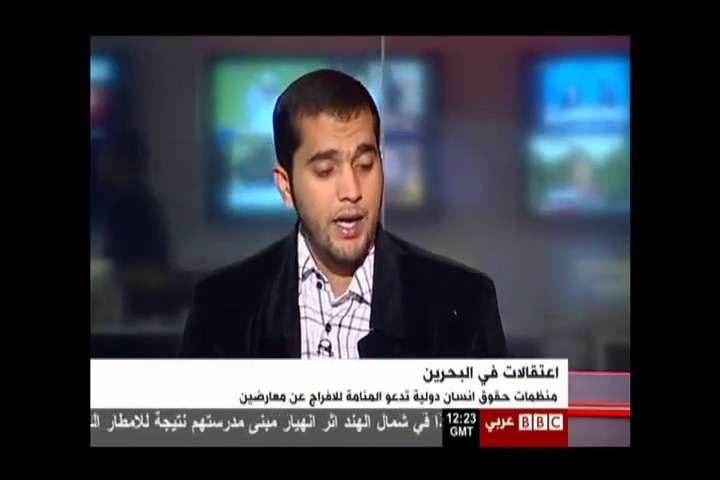 اعتقالات في البحرين
منظمات حقوق انسان دولية تدعو المنامة للافراج عن معارضين
في شمال الهند اثر انهيار مبنى مدرستهم نتيجة للامطار
12:23
GMT
BBC عربي